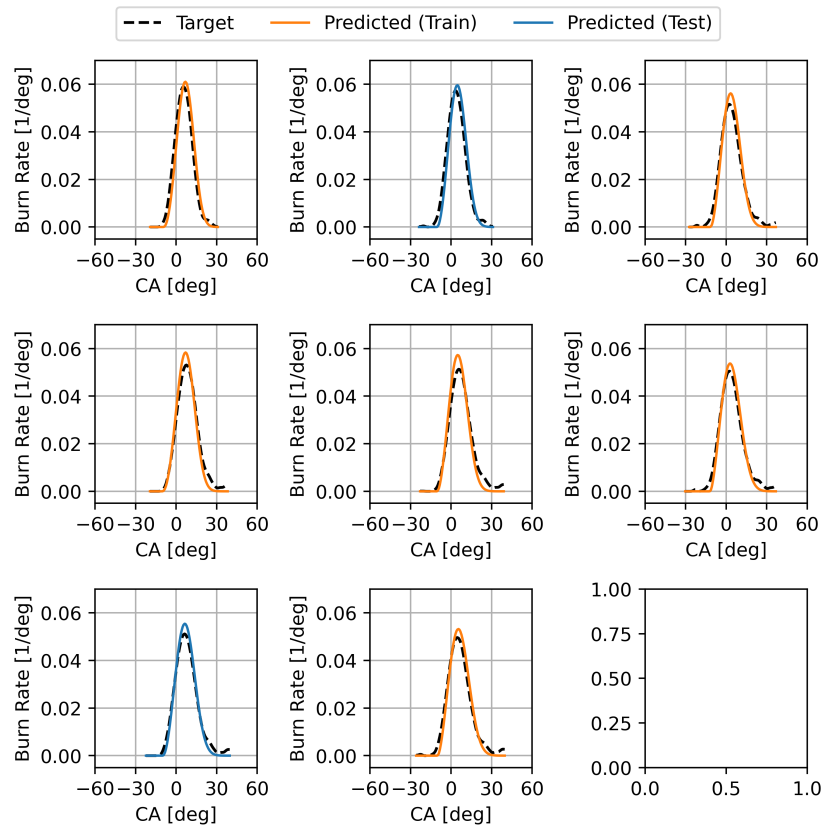 Target Predicted (Train) Predicted (Test)
0.06 0.06 0.06
0.04 0.04 0.04
0.02 0.02 0.02
0.00 0.00 0.00
Burn Rate [1/deg] Burn Rate [1/deg] Burn Rate [1/deg]
−60 −30 0 30 60 −60 −30 0 30 60 −60 −30 0 30 60
CA [deg] CA [deg] CA [deg]
0.06 0.06 0.06
0.04 0.04 0.04
0.02 0.02 0.02
0.00 0.00 0.00
Burn Rate [1/deg] Burn Rate [1/deg] Burn Rate [1/deg]
−60 −30 0 30 60 −60 −30 0 30 60 −60 −30 0 30 60
CA [deg] CA [deg] CA [deg]
0.06 0.06 1.00
0.04 0.04 0.75
0.02 0.02 0.50
0.00 0.00 0.25
0.00
Burn Rate [1/deg] Burn Rate [1/deg]
−60 −30 0 30 60 −60 −30 0 30 60 0.0 0.5 1.0
CA [deg] CA [deg]